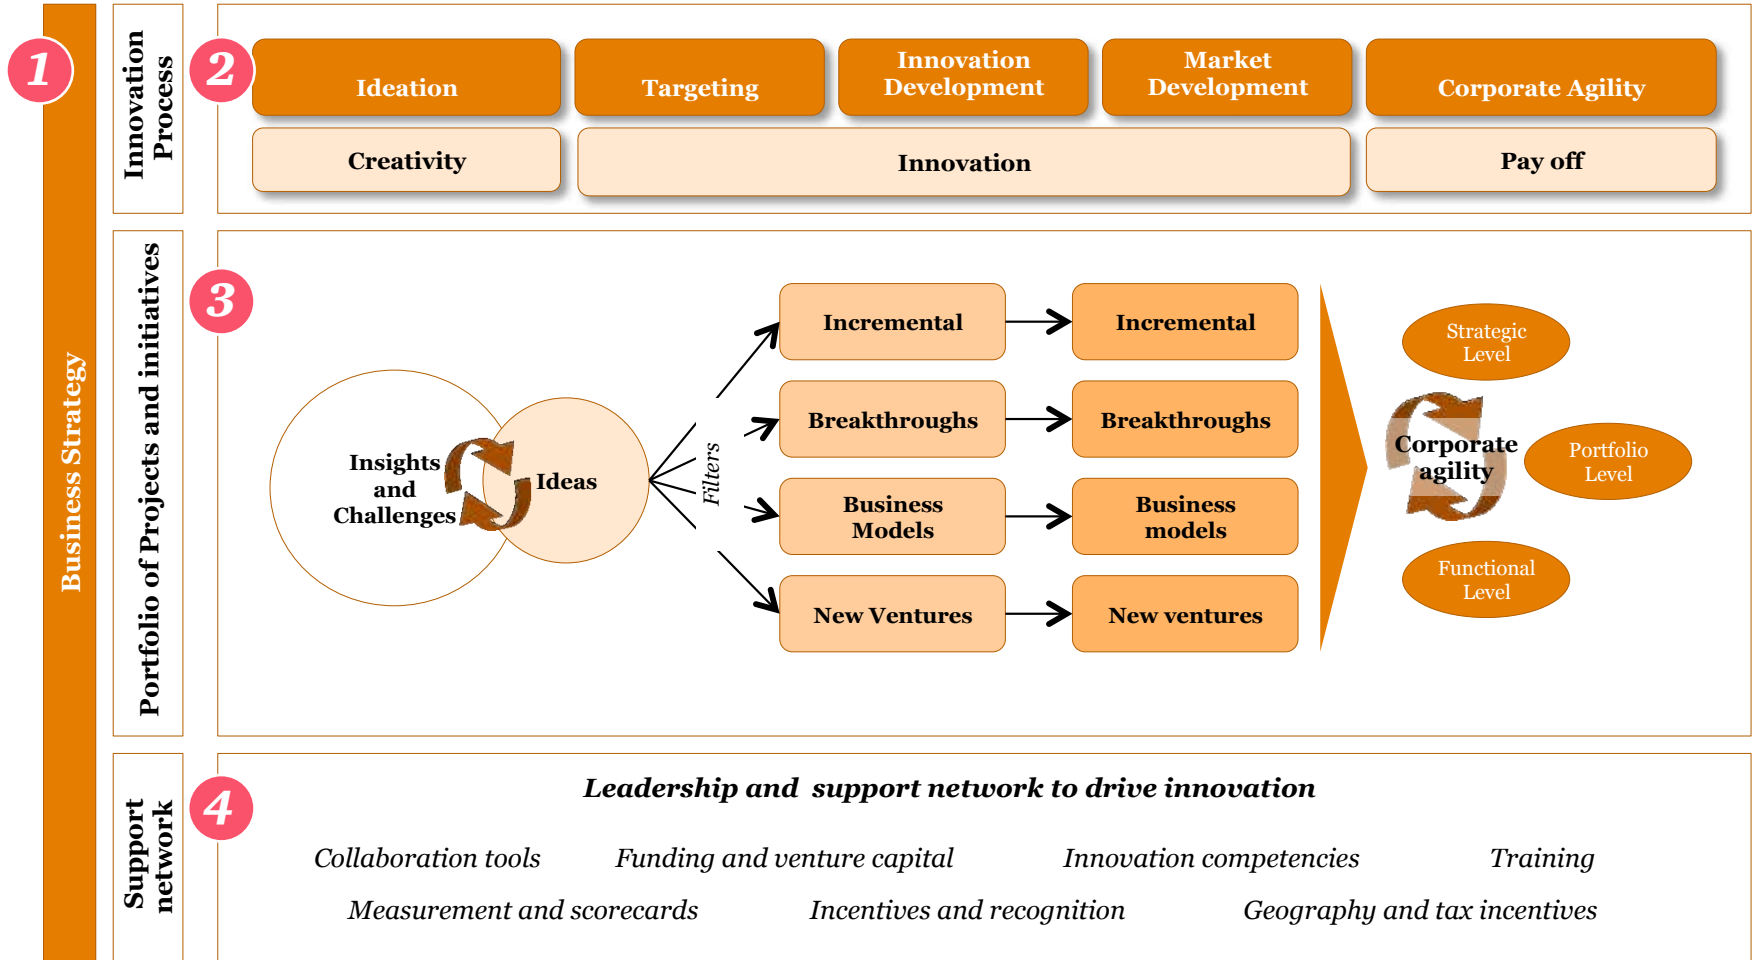 1
Business Strategy
Innovation
Process
2
Ideation
Targeting
Innovation
Development
Market
Development
Corporate Agility
Creativity
Innovation
Pay off
Portfolio of Projects and initiatives
3
Insights
and
Challenges
Ideas
Filters
Incremental
Incremental
Breakthroughs
Breakthroughs
Business
Models
Business
models
New Ventures
New ventures
Strategic
Level
Corporate
agility
Portfolio
Level
Functional
Level
Support
network
4
Leadership and support network to drive innovation
Collaboration tools
Funding and venture capital
Innovation competencies
Training
Measurement and scorecards
Incentives and recognition
Geography and tax incentives